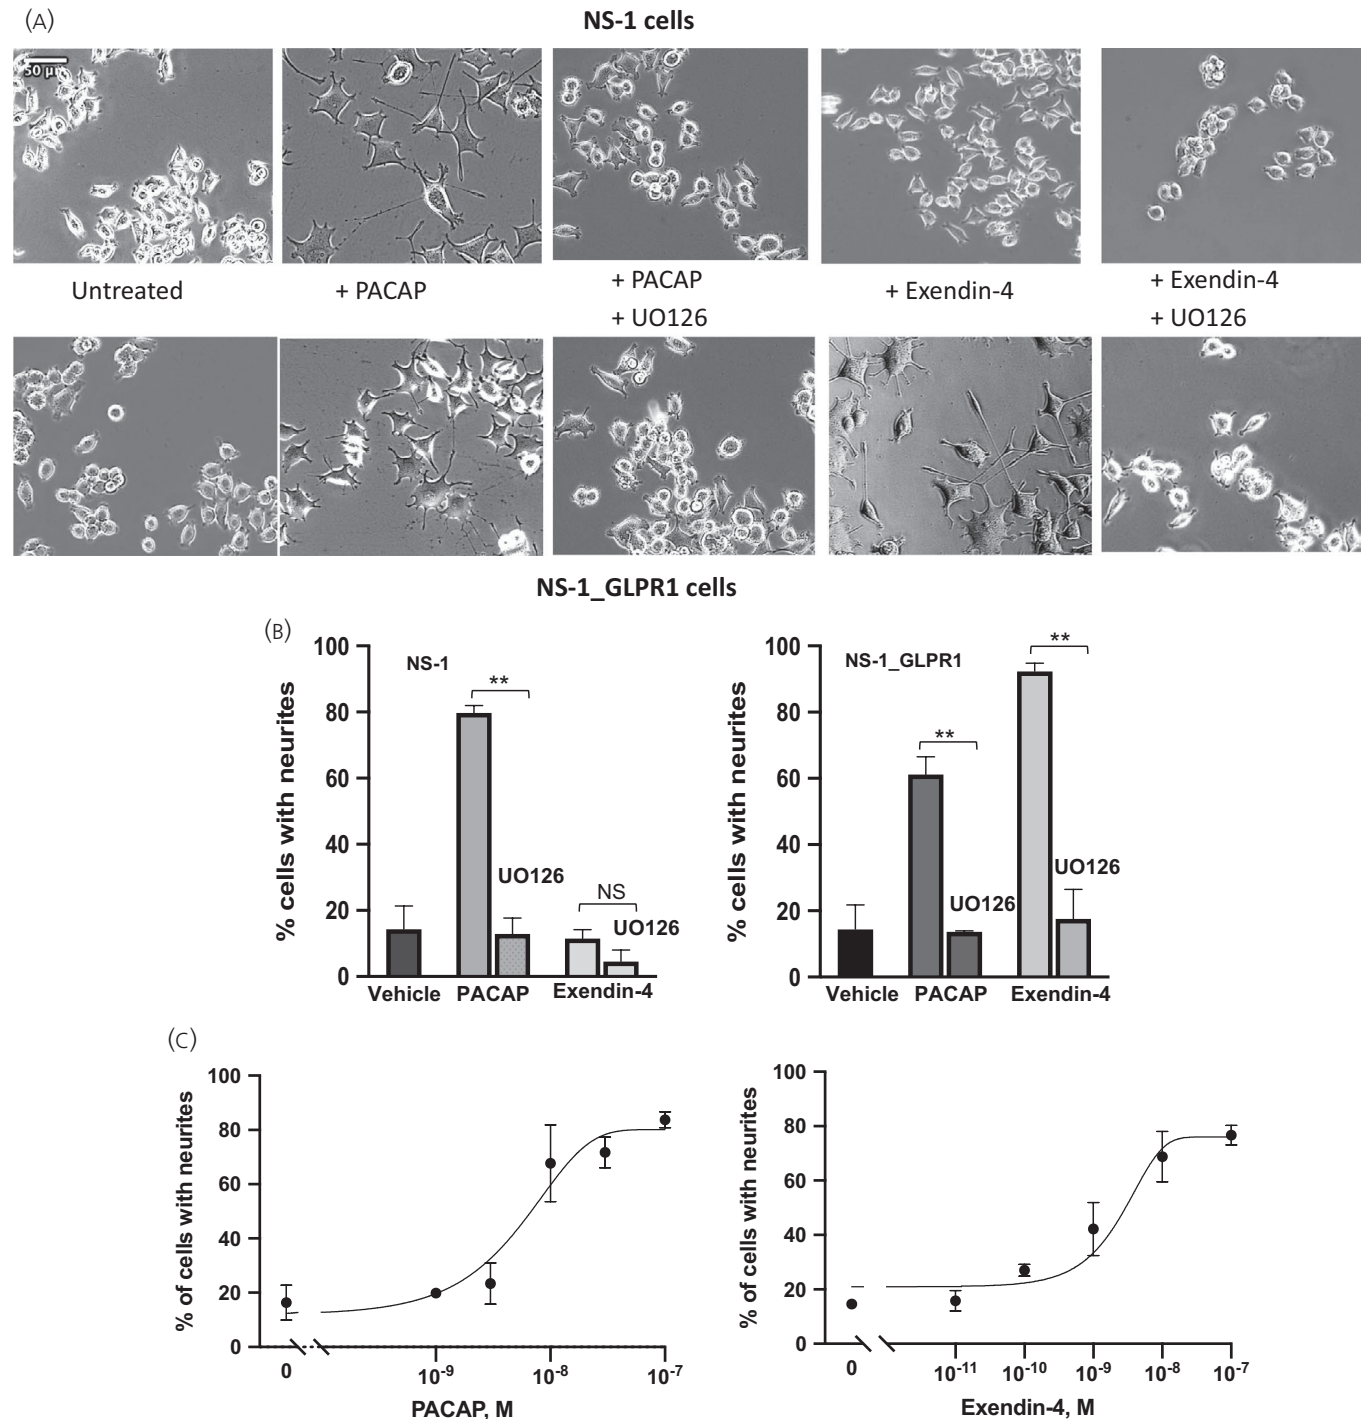 (A)
NS-1 cells
50 µm
Untreated
+ PACAP
+ PACAP
+ UO126
+ Exendin-4
+ Exendin-4
+ UO126
NS-1_GLPR1 cells
(B)
% cells with neurites
100
80
60
40
20
0
NS-1
**
UO126
NS
UO126
Vehicle PACAP Exendin-4
% cells with neurites
100
80
60
40
20
0
NS-1_GLPR1
**
**
UO126
UO126
Vehicle PACAP Exendin-4
(C)
% of cells with neurites
100
80
60
40
20
0
0 10-9 10-8 10-7
PACAP, M
% of cells with neurites
100
80
60
40
20
0
0 10-11 10-10 10-9 10-8 10-7
Exendin-4, M